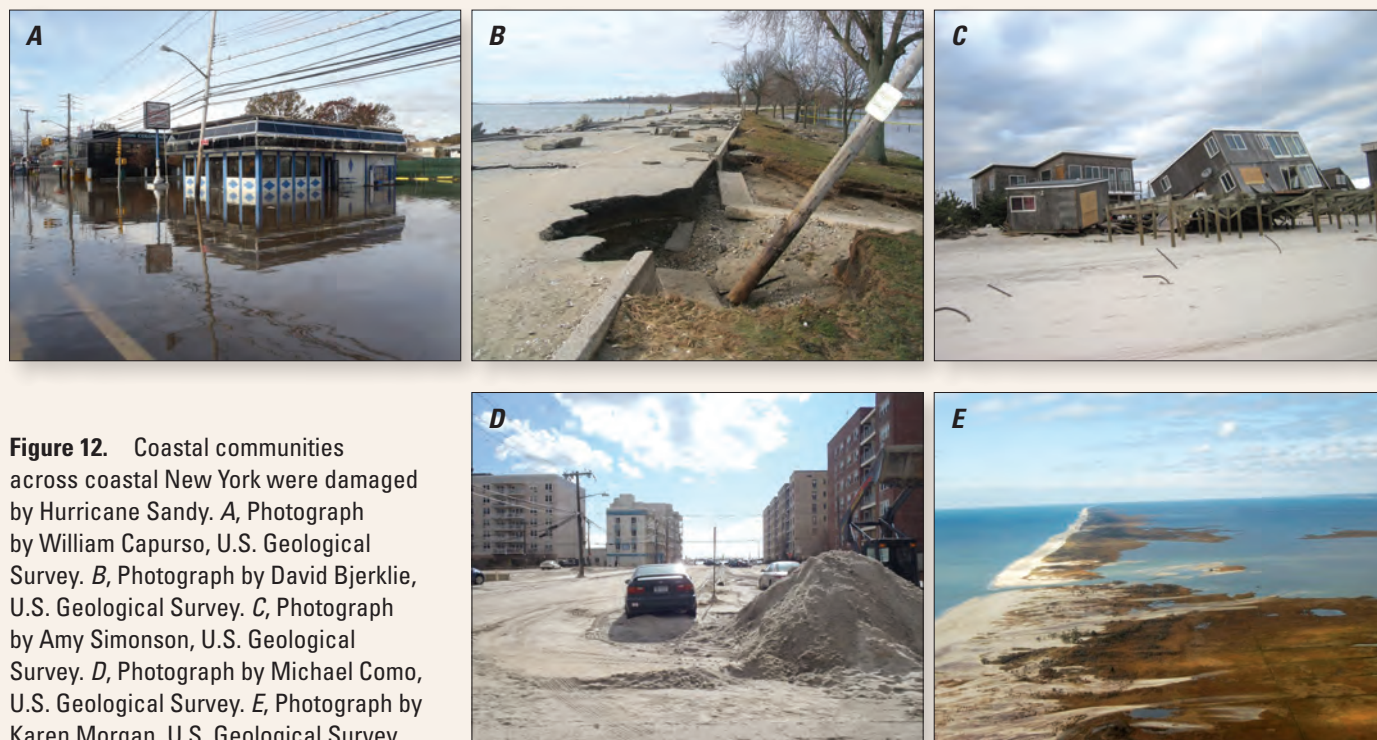 A
B
C
D
E
Figure 12. Coastal communities
across coastal New York were damaged
by Hurricane Sandy. A, Photograph
by William Capurso, U.S. Geological
Survey. B, Photograph by David Bjerklie,
U.S. Geological Survey. C, Photograph
by Amy Simonson, U.S. Geological
Survey. D, Photograph by Michael Como,
U.S. Geological Survey. E, Photograph by
Karen Morgan, U.S. Geological Survey